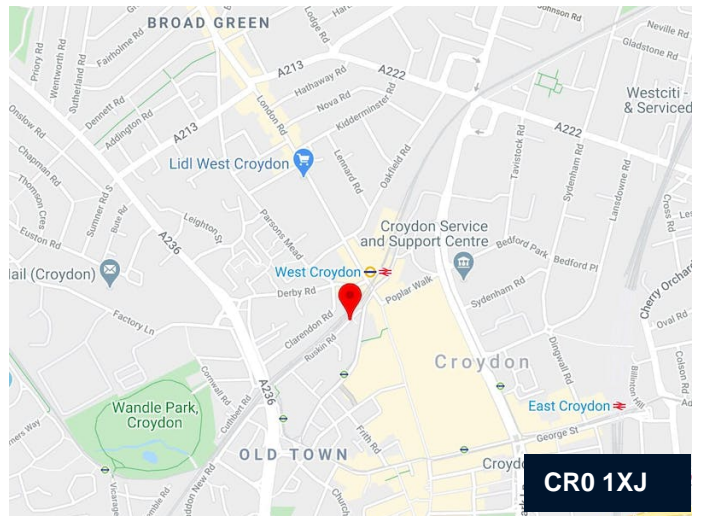 BROAD GREEN
Lodge Rd
Johnson Rd
Neville Rd
Gladstone Rd
Priory Rd
Wentworth Rd
Sutherland Rd
Fairholme Rd
A213
A222
Hathaway Rd
Westciti -
& Serviced
Nova Rd
Kidderminster Rd
Dennett Rd
Addington Rd
London Rd
Onslow Rd
A213
A222
Chapman Rd
Lidl West Croydon
Lennard Rd
Oakfield Rd
Tavistock Rd
Sydenham Rd
Lansdowne Rd
Thomson Cres
Sumner Rd S
Bute Rd
Cross Rd
Leighton St
Parsons Mead
Croydon Service
and Support Centre
Euston Rd
A236
Bedford Park
Bedford Pl
ail (Croydon)
West Croydon
Poplar Walk
Derby Rd
Sydenham Rd
Cherry Orchard
Factory Ln
Clarendon Rd
Ruskin Rd
Oval Rd
Croydon
Dingwall Rd
Colson Rd
Billinton Hill
Cornwall Rd
A236
Wandle Park,
Croydon
Cuthbert Rd
East Croydon
Frith Rd
George St
OLD TOWN
Croyd
CR0 1XJ
Church